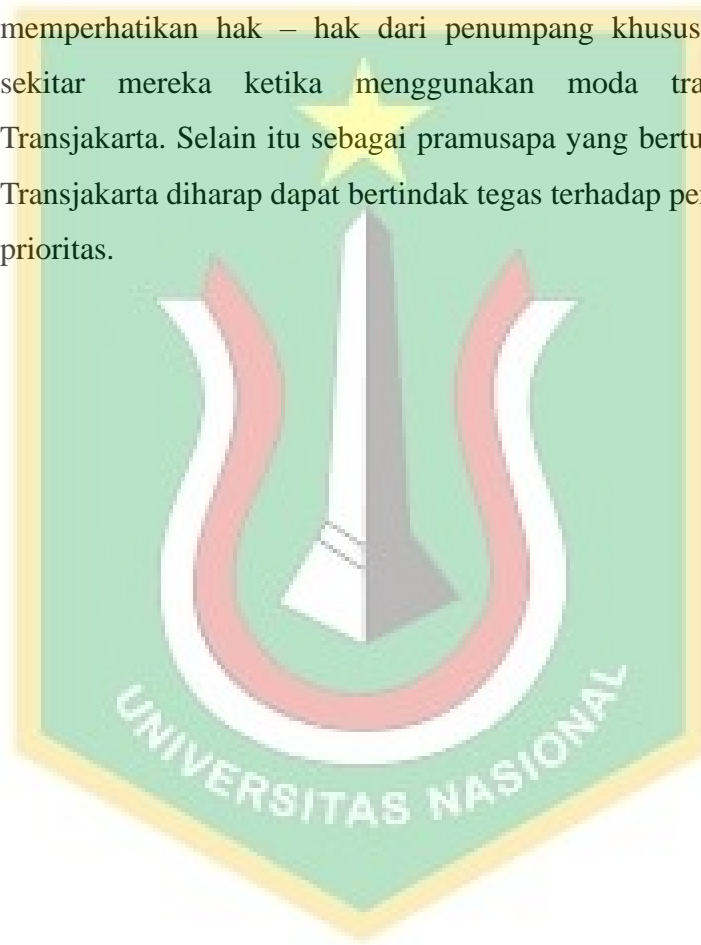 memperhatikan hak – hak dari penumpang khusus
sekitar mereka ketika menggunakan moda
Transjakarta. Selain itu sebagai pramusapa yang
Transjakarta diharap dapat bertindak tegas terhadap
prioritas.
UNIVERSITAS NASIONAL